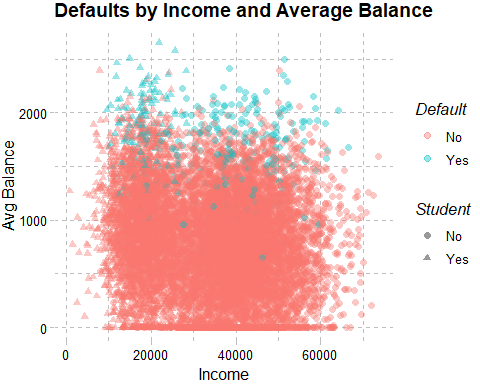 Defaults by Income and Average Balance
Avg Balance
2000
1000
0
0
20000
40000
60000
Income
Default
No
Yes
Student
No
Yes